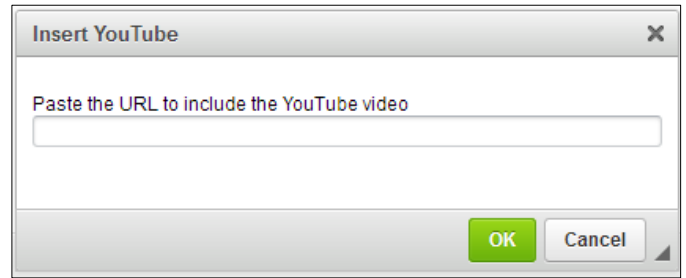 Insert YouTube
Paste the URL to include the YouTube video
OK Cancel